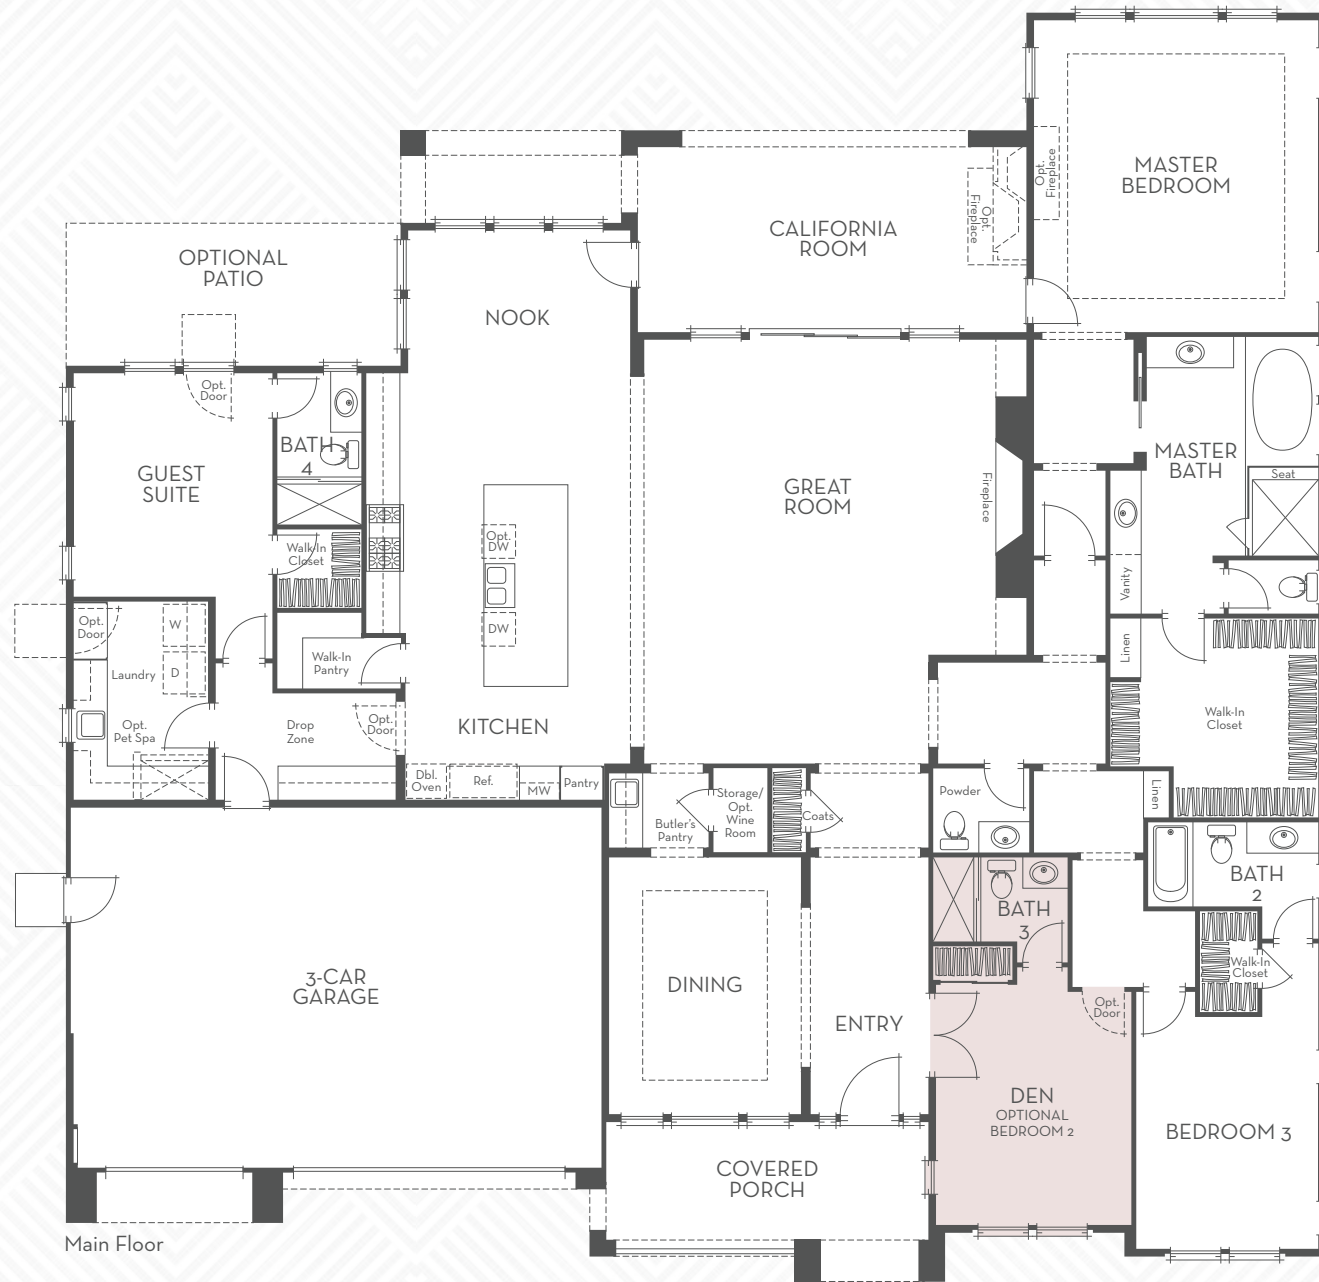 MASTER
BEDROOM
Opt.
Fireplace
Opt.
Fireplace
CALIFORNIA
ROOM
OPTIONAL
PATIO
NOOK
Opt.
Door
BATH
4
GUEST
SUITE
Walk-In
Closet
GREAT
ROOM
Fireplace
MASTER
BATH
Seat
Vanity
Linen
Opt.
DW
DW
Opt.
Door
W
D
Laundry
Opt.
Pet Spa
Walk-In
Pantry
Drop
Zone
Opt.
Door
KITCHEN
Dbl.
Oven
Ref.
MW
Pantry
Walk-In
Closet
Linen
Butler's
Pantry
Storage/
Opt.
Wine
Room
Coats
Powder
BATH
3
BATH
2
Walk-In
Closet
3-CAR
GARAGE
DINING
ENTRY
Opt.
Door
DEN
OPTIONAL
BEDROOM 2
BEDROOM 3
COVERED
PORCH
Main Floor